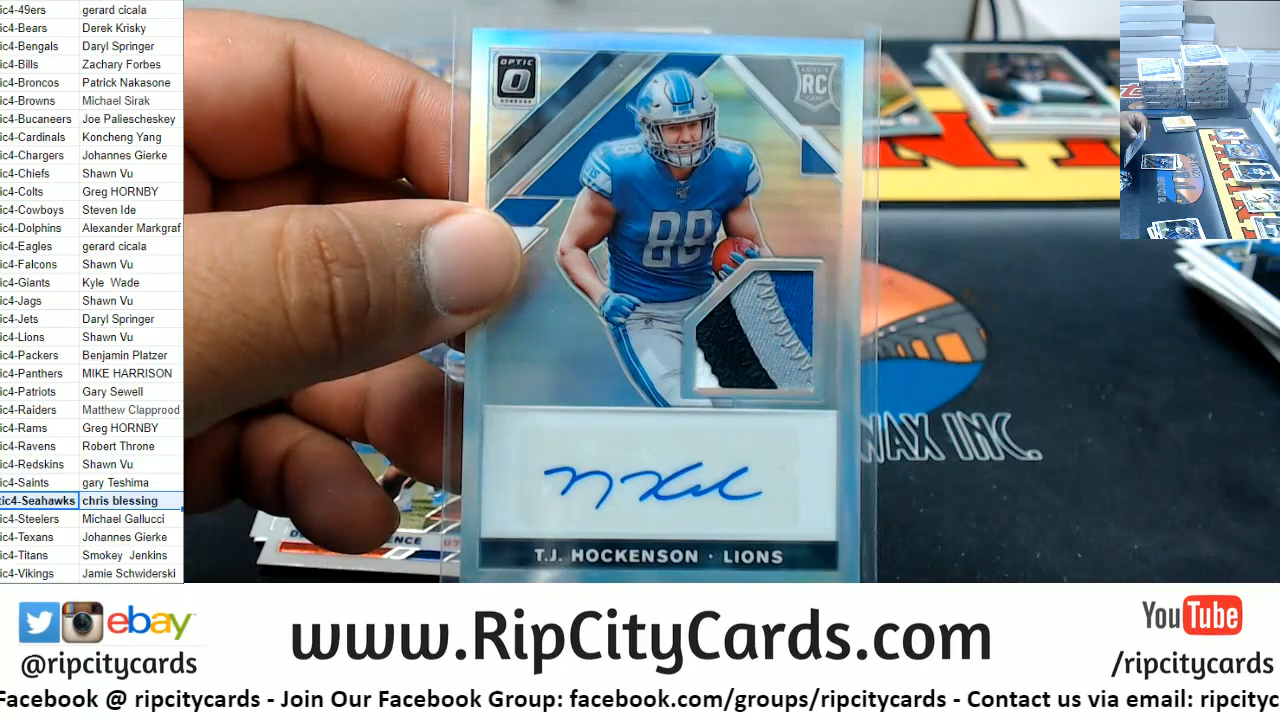 ic4-49ers gerard cicala
ic4-Bears Derek Krisky
ic4-Bengals Daryl Springer
ic4-Bills Zachary Forbes
ic4-Broncos Patrick Nakasone
ic4-Browns Michael Sirak
ic4-Bucaneers Joe Paliescheskey
ic4-Cardinals Koncheng Yang
ic4-Chargers Johannes Gierke
ic4-Chiefs Shawn Vu
ic4-Colts Greg HORNBY
ic4-Cowboys Steven Ide
ic4-Dolphins Alexander Markgraf
ic4-Eagles gerard cicala
ic4-Falcons Shawn Vu
ic4-Giants Kyle Wade
ic4-Jags Shawn Vu
ic4-Jets Daryl Springer
ic4-Lions Shawn Vu
ic4-Packers Benjamin Platzer
ic4-Panthers MIKE HARRISON
ic4-Patriots Gary Sewell
ic4-Raiders Matthew Clapprood
ic4-Rams Greg HORNBY
ic4-Ravens Robert Throne
ic4-Redskins Shawn Vu
ic4-Saints gary Teshima
tic4-Seahawks chris blessing
ic4-Steelers Michael Gallucci
ic4-Texans Johannes Gierke
ic4-Titans Smokey Jenkins
ic4-Vikings Jamie Schwiderski
OPTIC
DONRUSS
ROOKIE
RC
CARD
88
88
T.J. HOCKENSON · LIONS
WAX INC.
ebay
@ripcitycards
www.RipCityCards.com
YouTube
/ripcitycards
Facebook @ ripcitycards - Join Our Facebook Group: facebook.com/groups/ripcitycards - Contact us via email: ripcityc